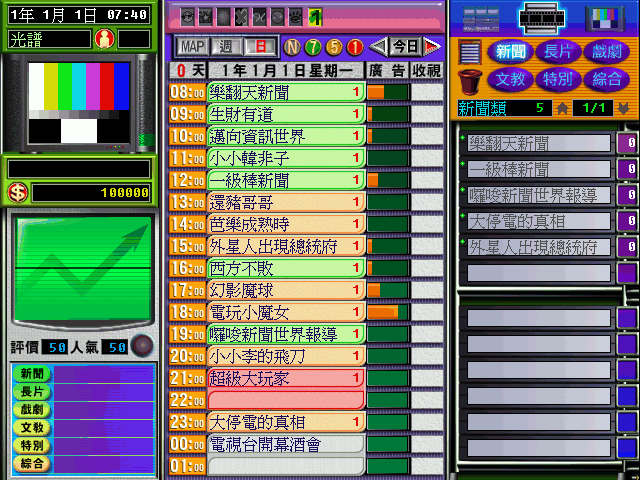 1年 1月 1日 07:40
光譜
100000
評價 50 人氣 50
新聞
長片
戲劇
文教
特別
綜合
MAP 週 日 N 7 5 1 今日
0 天 1年1月1日星期一 廣告 收視
08:00 樂翻天新聞 1
09:00 生財有道 1
10:00 邁向資訊世界 1
11:00 小小韓非子 1
12:00 一級棒新聞 1
13:00 還豬哥哥 1
14:00 芭樂成熟時 1
15:00 外星人出現總統府 1
16:00 西方不敗 1
17:00 幻影魔球 1
18:00 電玩小魔女 1
19:00 囉唆新聞世界報導 1
20:00 小小李的飛刀 1
21:00 超級大玩家 1
22:00
23:00 大停電的真相 1
00:00 電視台開幕酒會
01:00
新聞 長片 戲劇
文教 特別 綜合
新聞類 5 1/1
樂翻天新聞 0
一級棒新聞 0
囉唆新聞世界報導 0
大停電的真相 0
外星人出現總統府 0